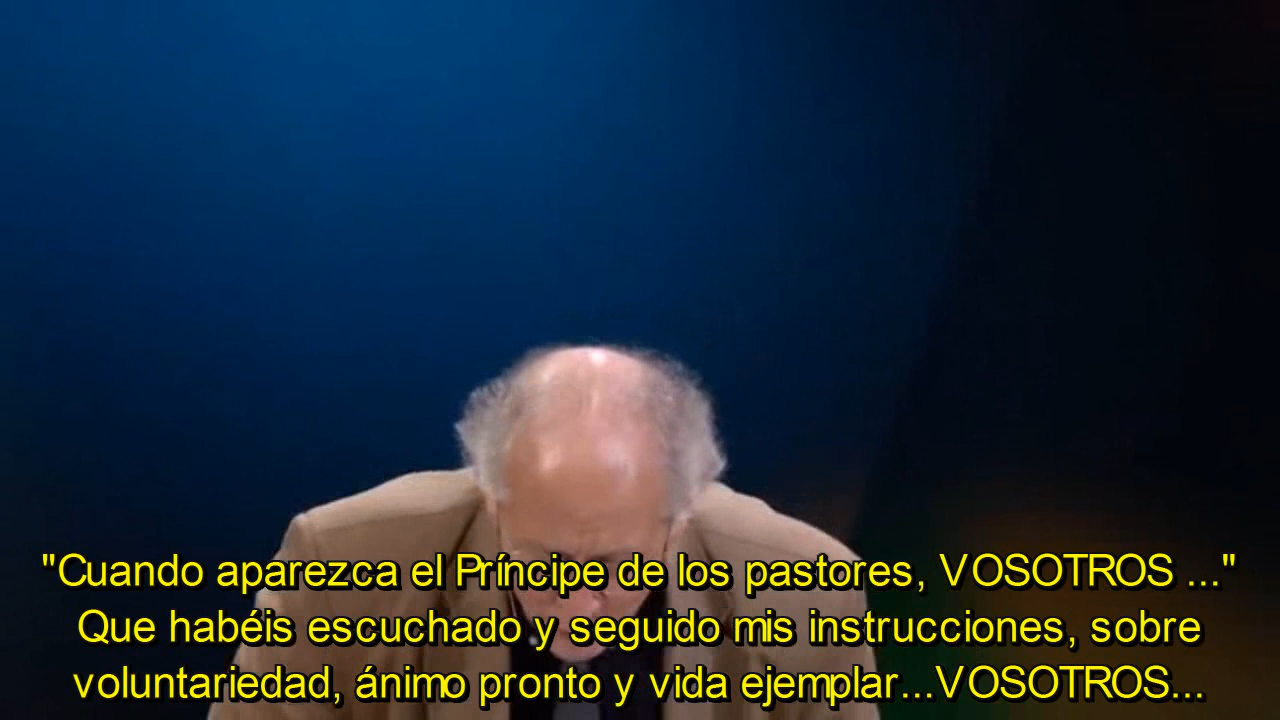 "Cuando aparezca el Príncipe de los pastores, VOSOTROS ..."
Que habéis escuchado y seguido mis instrucciones, sobre
voluntariedad, ánimo pronto y vida ejemplar...VOSOTROS...